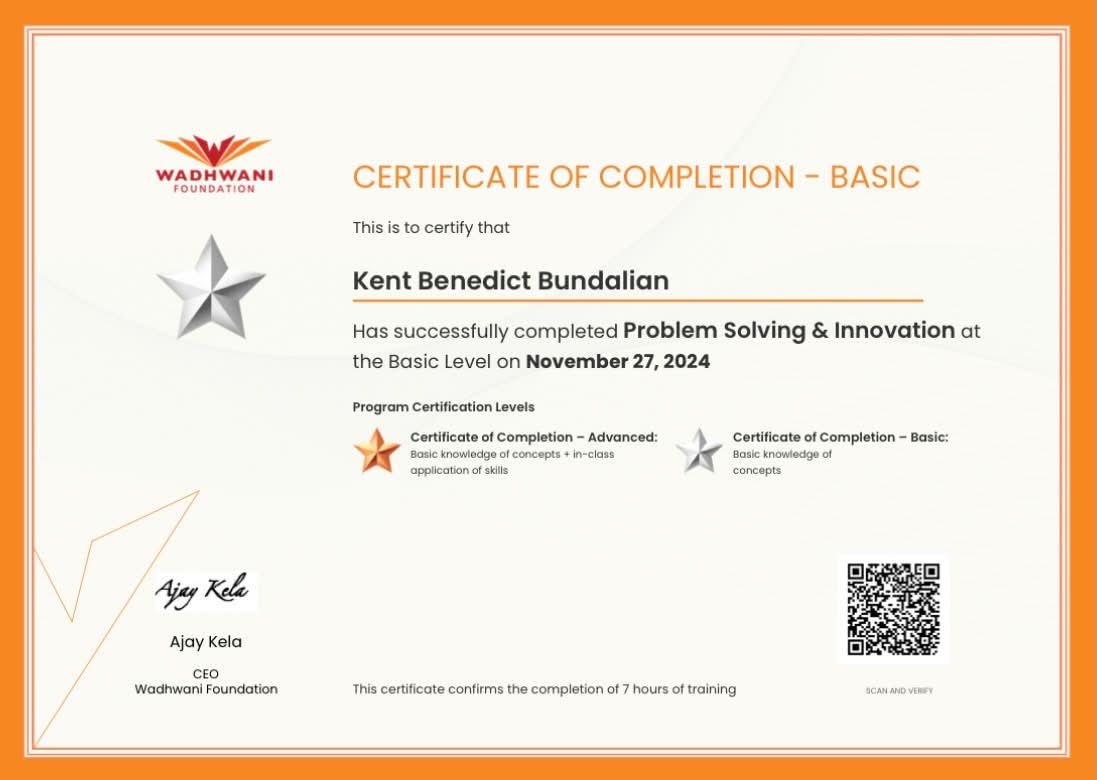 WADHWANI
FOUNDATION
CERTIFICATE OF COMPLETION - BASIC
This is to certify that
Kent Benedict Bundalian
Has successfully completed Problem Solving & Innovation at
the Basic Level on November 27, 2024
Program Certification Levels
Certificate of Completion – Advanced:
Basic knowledge of concepts + in-class
application of skills
Certificate of Completion – Basic:
Basic knowledge of
concepts
Ajay Kela
Ajay Kela
CEO
Wadhwani Foundation
This certificate confirms the completion of 7 hours of training
SCAN AND VERIFY